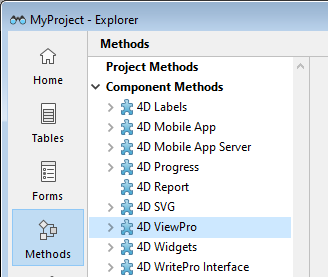 MyProject - Explorer
Home
Tables
Forms
Methods
Methods
Project Methods
Component Methods
4D Labels
4D Mobile App
4D Mobile App Server
4D Progress
4D Report
4D SVG
4D ViewPro
4D Widgets
4D WritePro Interface